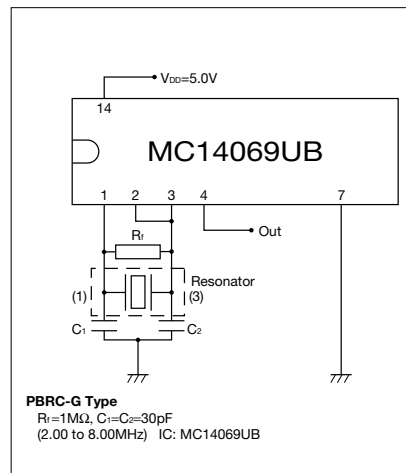 VDD=5.0V
14
MC14069UB
1 2 3 4 7
Out
Rf
Resonator
(1) (3)
C1 C2
PBRC-G Type
Rf=1MΩ, C1=C2=30pF
(2.00 to 8.00MHz) IC: MC14069UB